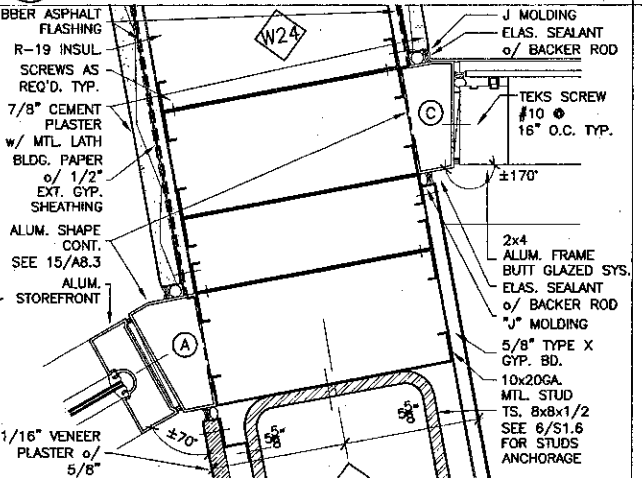 BBER ASPHALT
FLASHING
R-19 INSUL.
SCREWS AS
REQ'D. TYP.
7/8" CEMENT
PLASTER
w/ MTL. LATH
BLDG. PAPER
o/ 1/2"
EXT. GYP.
SHEATHING
ALUM. SHAPE
CONT.
SEE 15/A8.3
ALUM.
STOREFRONT
1/16" VENEER
PLASTER o/
5/8"
W24
A
C
±70°
5 5/8"
5 5/8"
J MOLDING
ELAS. SEALANT
o/ BACKER ROD
TEKS SCREW
#10 @
16" O.C. TYP.
±170°
2x4
ALUM. FRAME
BUTT GLAZED SYS.
ELAS. SEALANT
o/ BACKER ROD
"J" MOLDING
5/8" TYPE X
GYP. BD.
10x20GA.
MTL. STUD
TS. 8x8x1/2
SEE 6/S1.6
FOR STUDS
ANCHORAGE